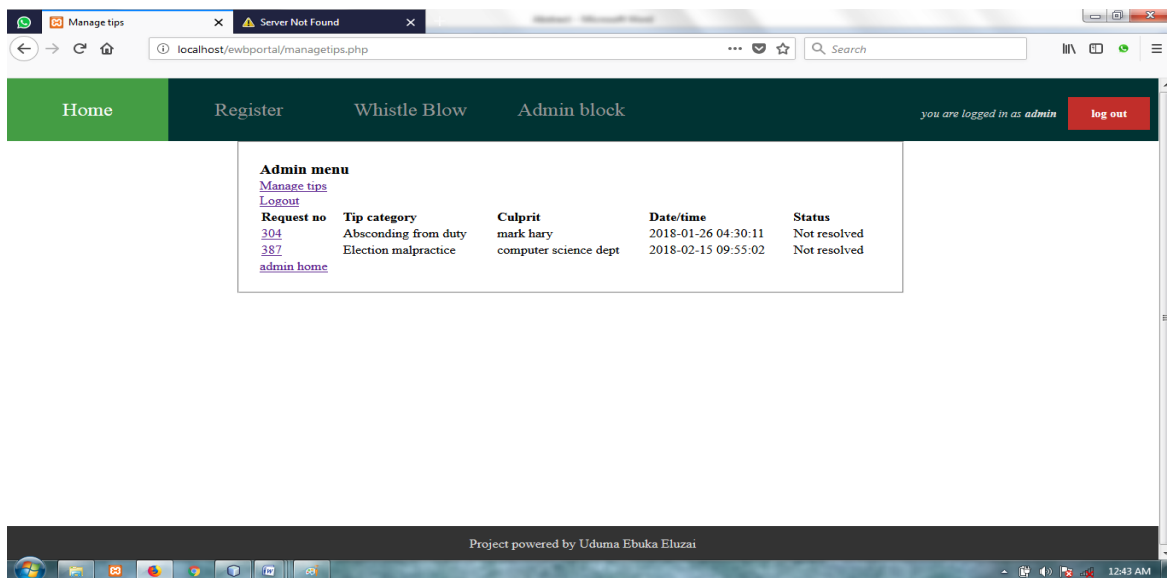 Manage tips Server Not Found Abstract - Microsoft Word
localhost/ewbportal/managetips.php Search
Home Register Whistle Blow Admin block you are logged in as admin log out
Admin menu
Manage tips
Logout
Request no Tip category Culprit Date/time Status
304 Absconding from duty mark hary 2018-01-26 04:30:11 Not resolved
387 Election malpractice computer science dept 2018-02-15 09:55:02 Not resolved
admin home
Project powered by Uduma Ebuka Eluzai
12:43 AM